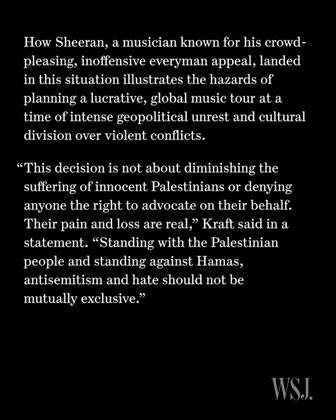 How Sheeran, a musician known for his crowd-
pleasing, inoffensive everyman appeal, landed
in this situation illustrates the hazards of
planning a lucrative, global music tour at a
time of intense geopolitical unrest and cultural
division over violent conflicts.
“This decision is not about diminishing the
suffering of innocent Palestinians or denying
anyone the right to advocate on their behalf.
Their pain and loss are real,” Kraft said in a
statement. “Standing with the Palestinian
people and standing against Hamas,
antisemitism and hate should not be
mutually exclusive.”
WSJ.